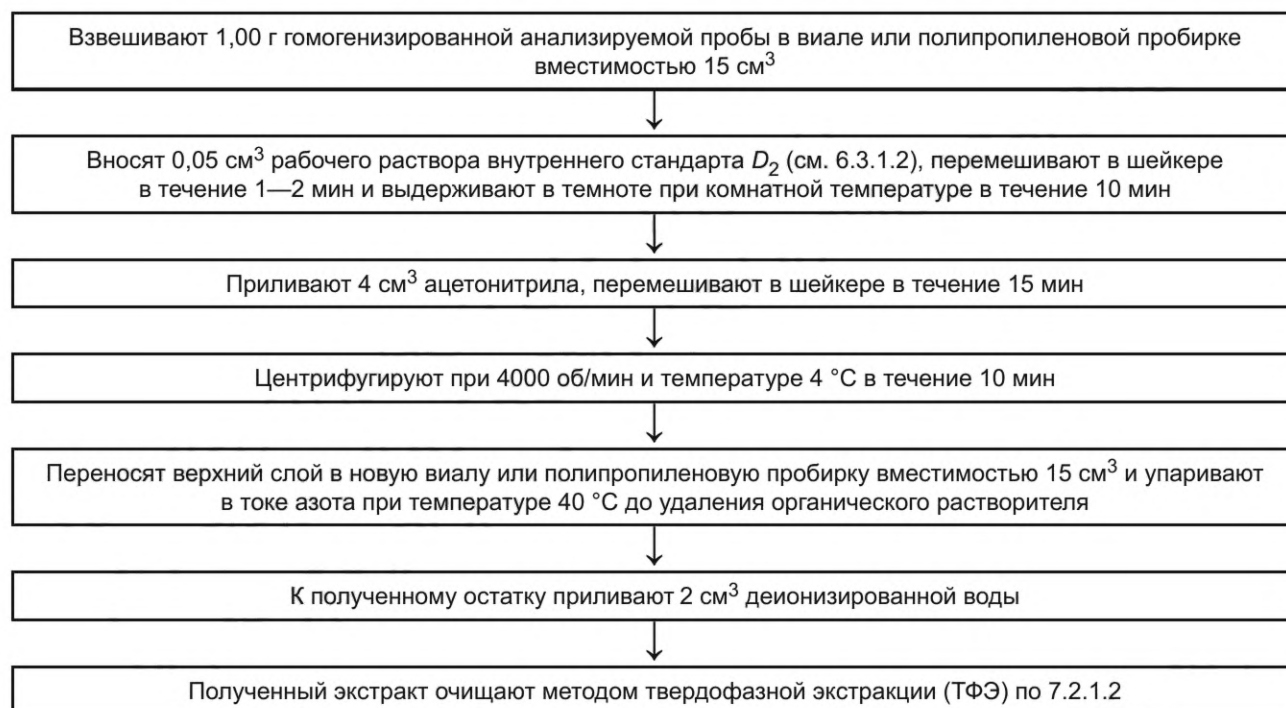 Взвешивают 1,00 г гомогенизированной анализируемой пробы в виале или полипропиленовой пробирке
вместимостью 15 см³
Вносят 0,05 см³ рабочего раствора внутреннего стандарта D₂ (см. 6.3.1.2), перемешивают в шейкере
в течение 1—2 мин и выдерживают в темноте при комнатной температуре в течение 10 мин
Приливают 4 см³ ацетонитрила, перемешивают в шейкере в течение 15 мин
Центрифугируют при 4000 об/мин и температуре 4 °С в течение 10 мин
Переносят верхний слой в новую виалу или полипропиленовую пробирку вместимостью 15 см³ и упаривают
в токе азота при температуре 40 °С до удаления органического растворителя
К полученному остатку приливают 2 см³ деионизированной воды
Полученный экстракт очищают методом твердофазной экстракции (ТФЭ) по 7.2.1.2